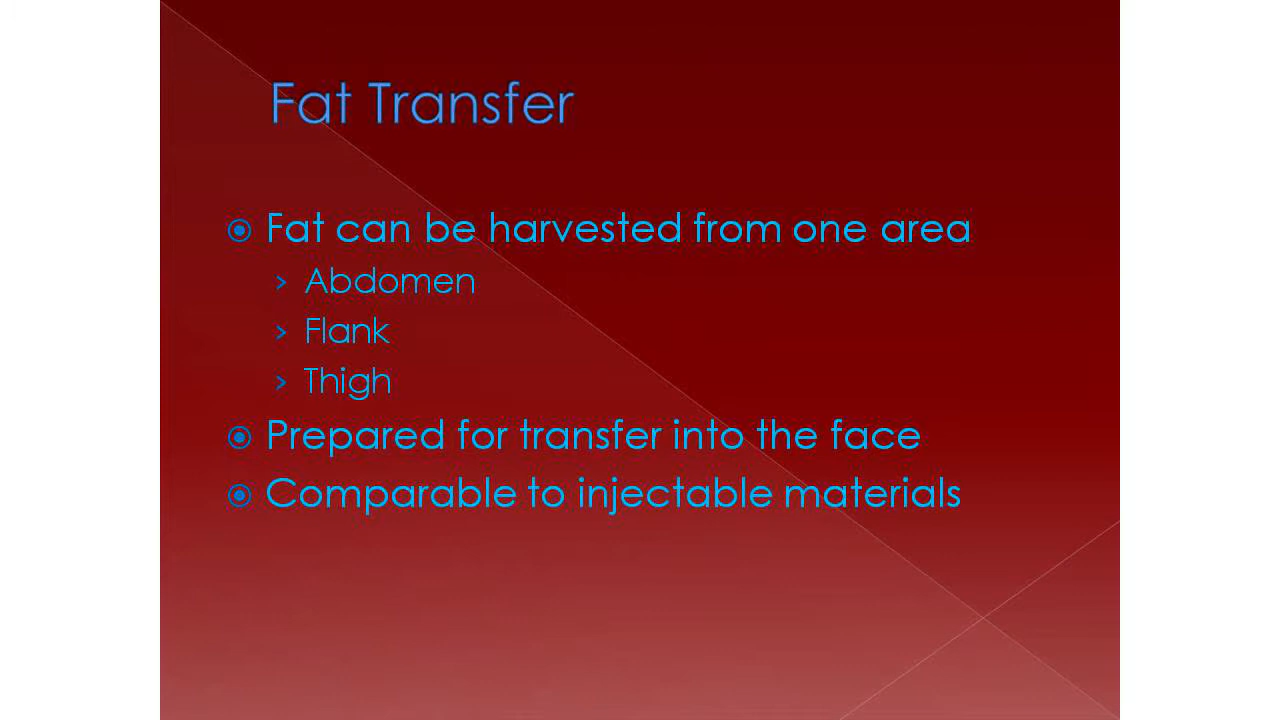 Fat Transfer
Fat can be harvested from one area
Abdomen
Flank
Thigh
Prepared for transfer into the face
Comparable to injectable materials